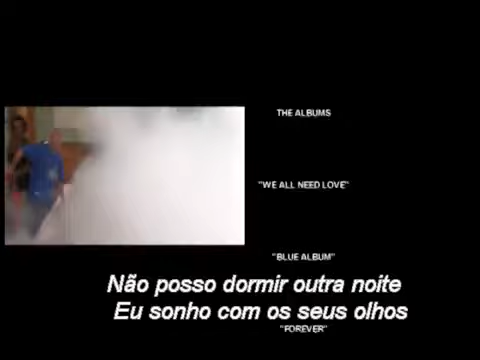 THE ALBUMS
"WE ALL NEED LOVE"
"BLUE ALBUM"
Não posso dormir outra noite
Eu sonho com os seus olhos
"FOREVER"